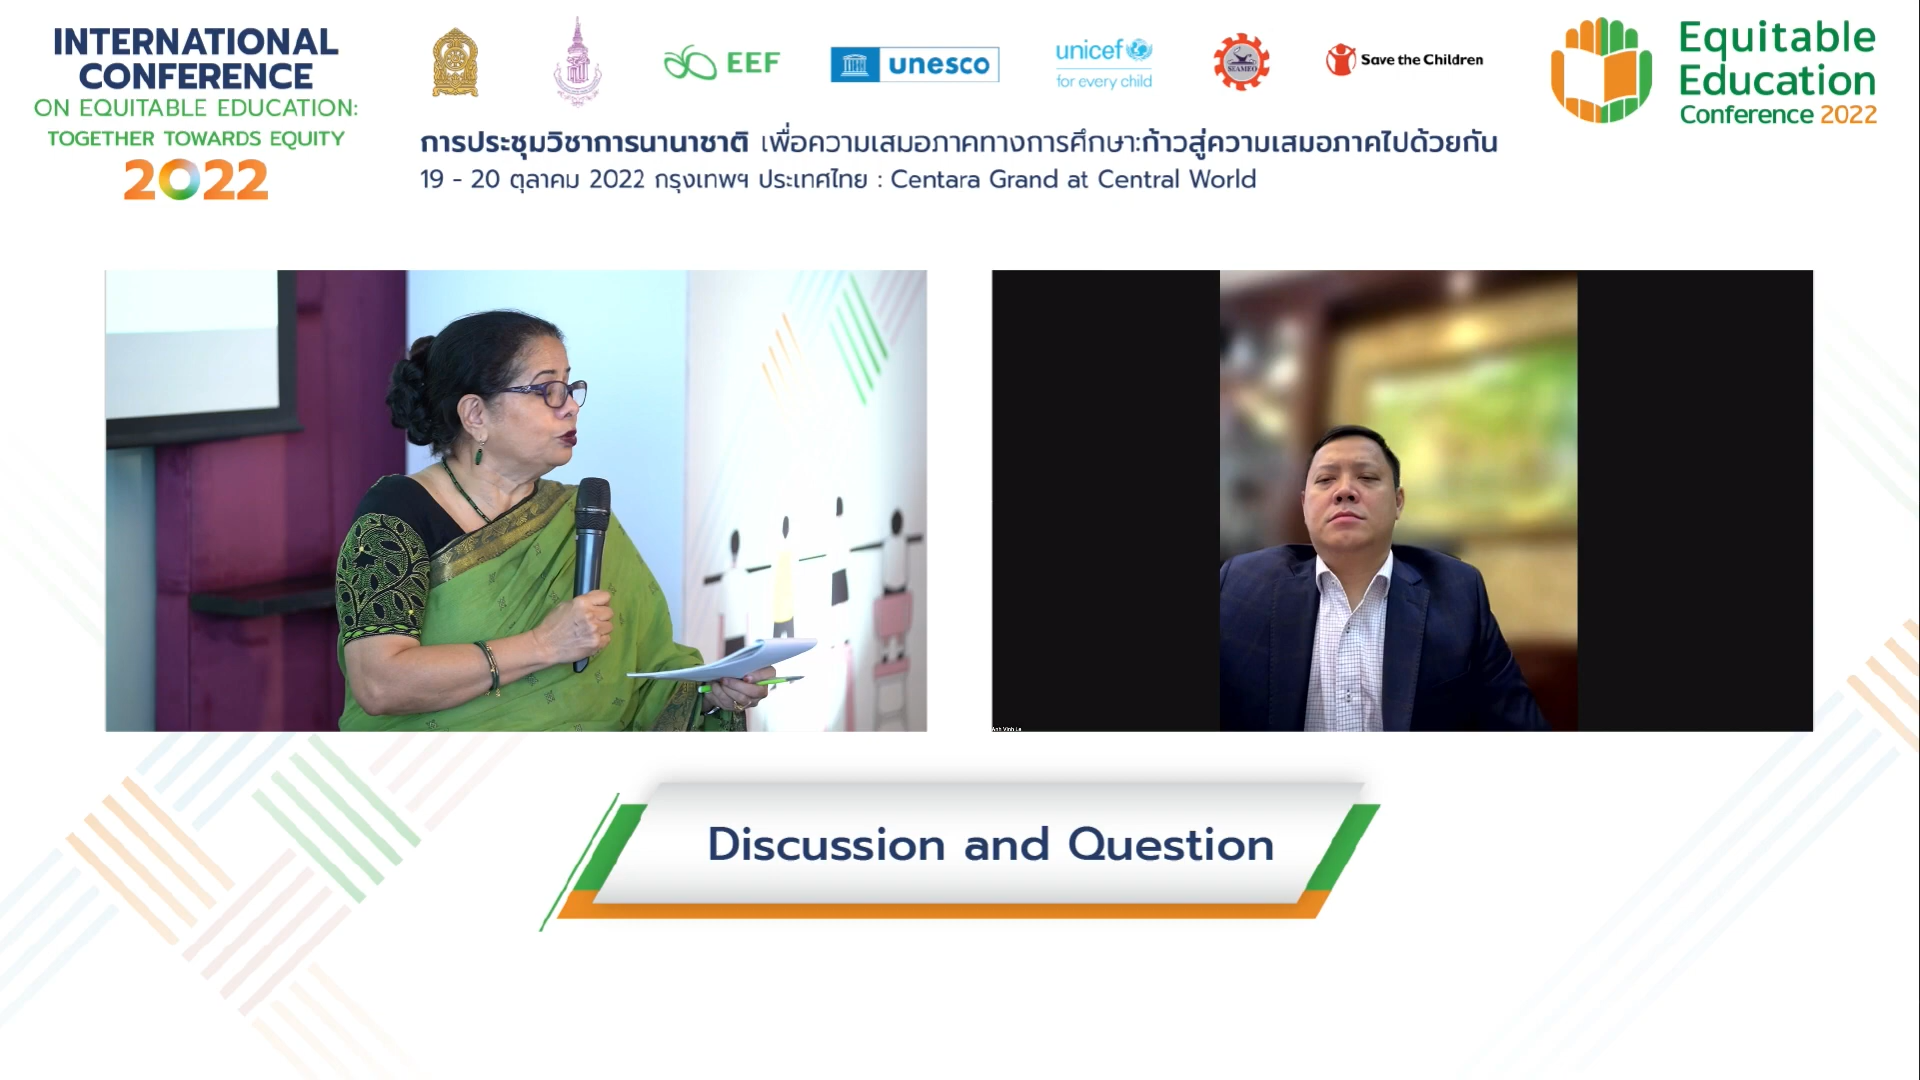 INTERNATIONAL
CONFERENCE
ON EQUITABLE EDUCATION:
TOGETHER TOWARDS EQUITY
2022
EEF
unesco
unicef
for every child
SEAMEO
Save the Children
Equitable
Education
Conference 2022
การประชุมวิชาการนานาชาติ เพื่อความเสมอภาคทางการศึกษา:ก้าวสู่ความเสมอภาคไปด้วยกัน
19 - 20 ตุลาคม 2022 กรุงเทพฯ ประเทศไทย : Centara Grand at Central World
Anh Vinh Le
Discussion and Question